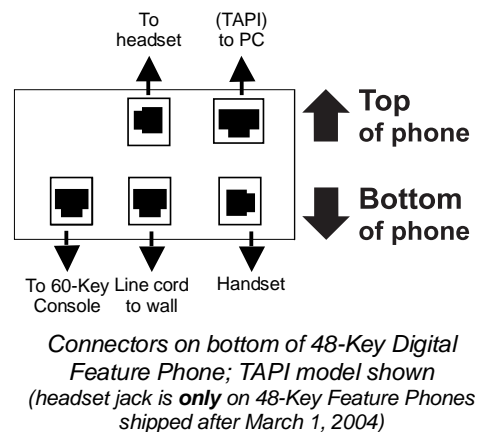 To
headset
(TAPI)
to PC
Top
of phone
Bottom
of phone
To 60-Key
Console
Line cord
to wall
Handset
Connectors on bottom of 48-Key Digital
Feature Phone; TAPI model shown
(headset jack is only on 48-Key Feature Phones
shipped after March 1, 2004)